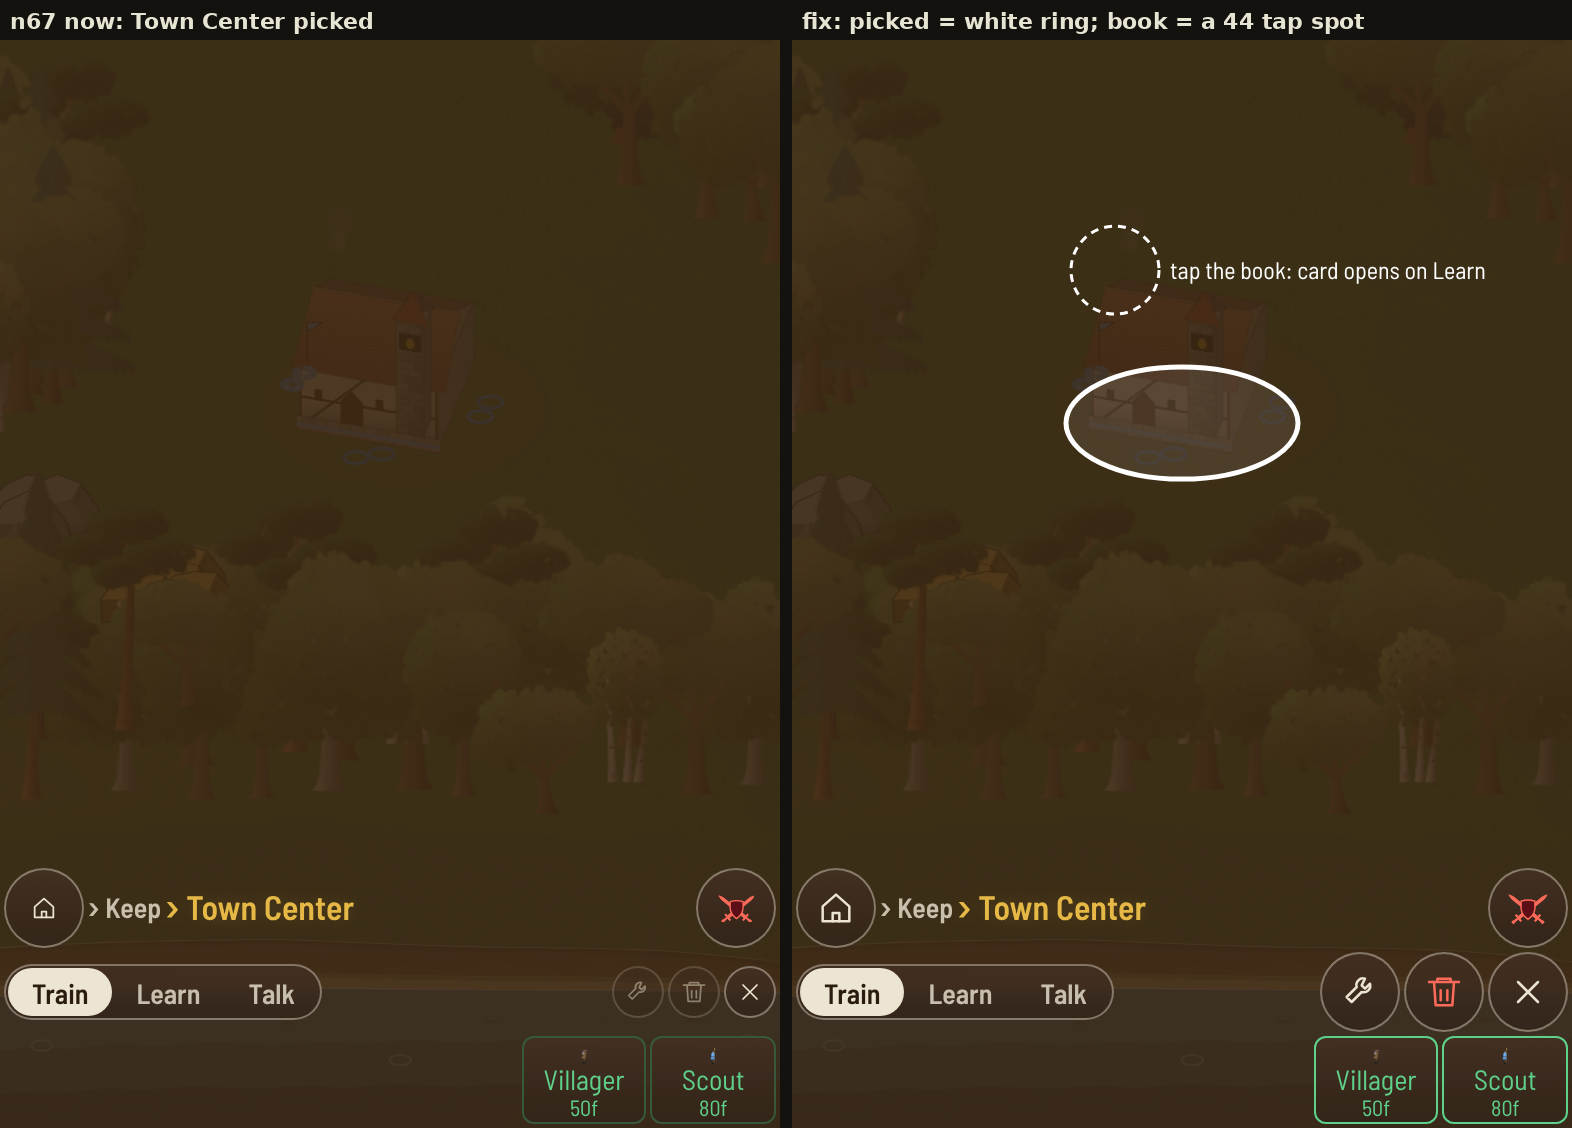 n67 now: Town Center picked
› Keep › Town Center
Train Learn Talk
Villager Scout
50f 80f
fix: picked = white ring; book = a 44 tap spot
tap the book: card opens on Learn
› Keep › Town Center
Train Learn Talk
Villager Scout
50f 80f